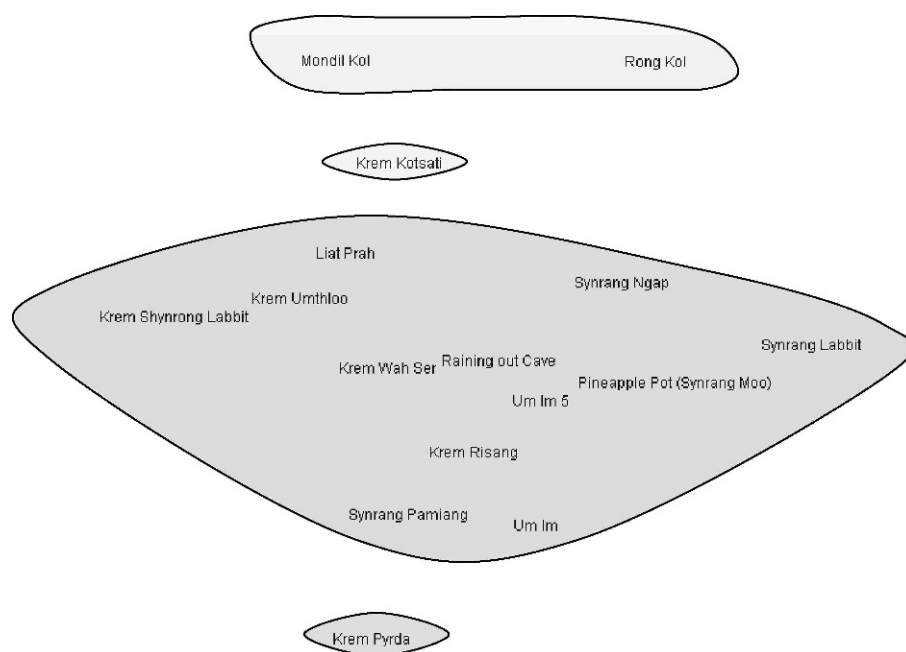 Mondil Kol
Rong Kol
Krem Kotsati
Liat Prah
Synrang Ngap
Krem Umthloo
Krem Shynrong Labbit
Synrang Labbit
Raining out Cave
Krem Wah Ser
Pineapple Pot (Synrang Moo)
Um Im 5
Krem Risang
Synrang Pamiang
Um Im
Krem Pyrda